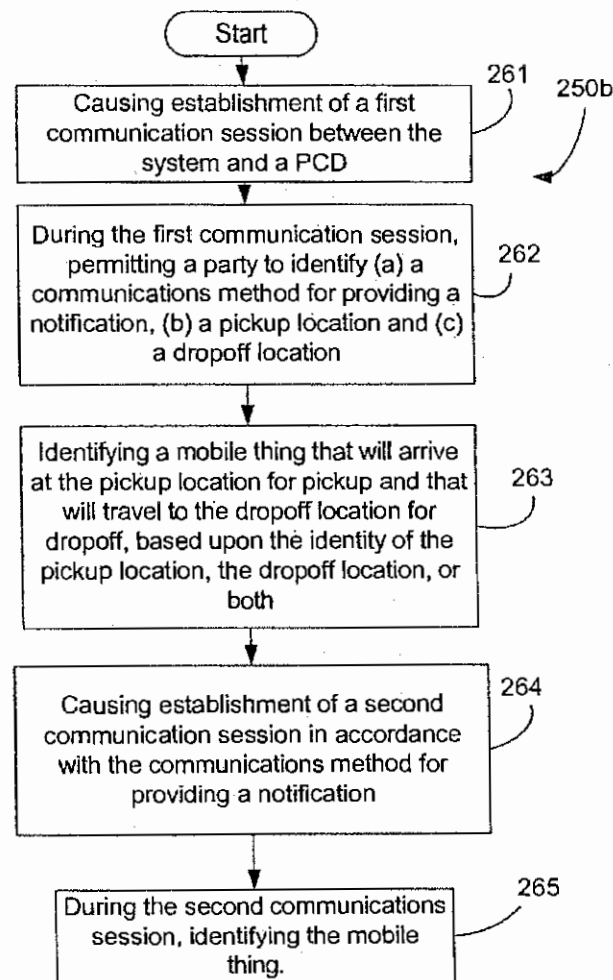 Start
261
250b
Causing establishment of a first
communication session between the
system and a PCD
During the first communication session,
permitting a party to identify (a) a
communications method for providing a
notification, (b) a pickup location and (c)
a dropoff location
262
Identifying a mobile thing that will arrive
at the pickup location for pickup and that
will travel to the dropoff location for
dropoff, based upon the identity of the
pickup location, the dropoff location, or
both
263
Causing establishment of a second
communication session in accordance
with the communications method for
providing a notification
264
During the second communications
session, identifying the mobile
thing.
265